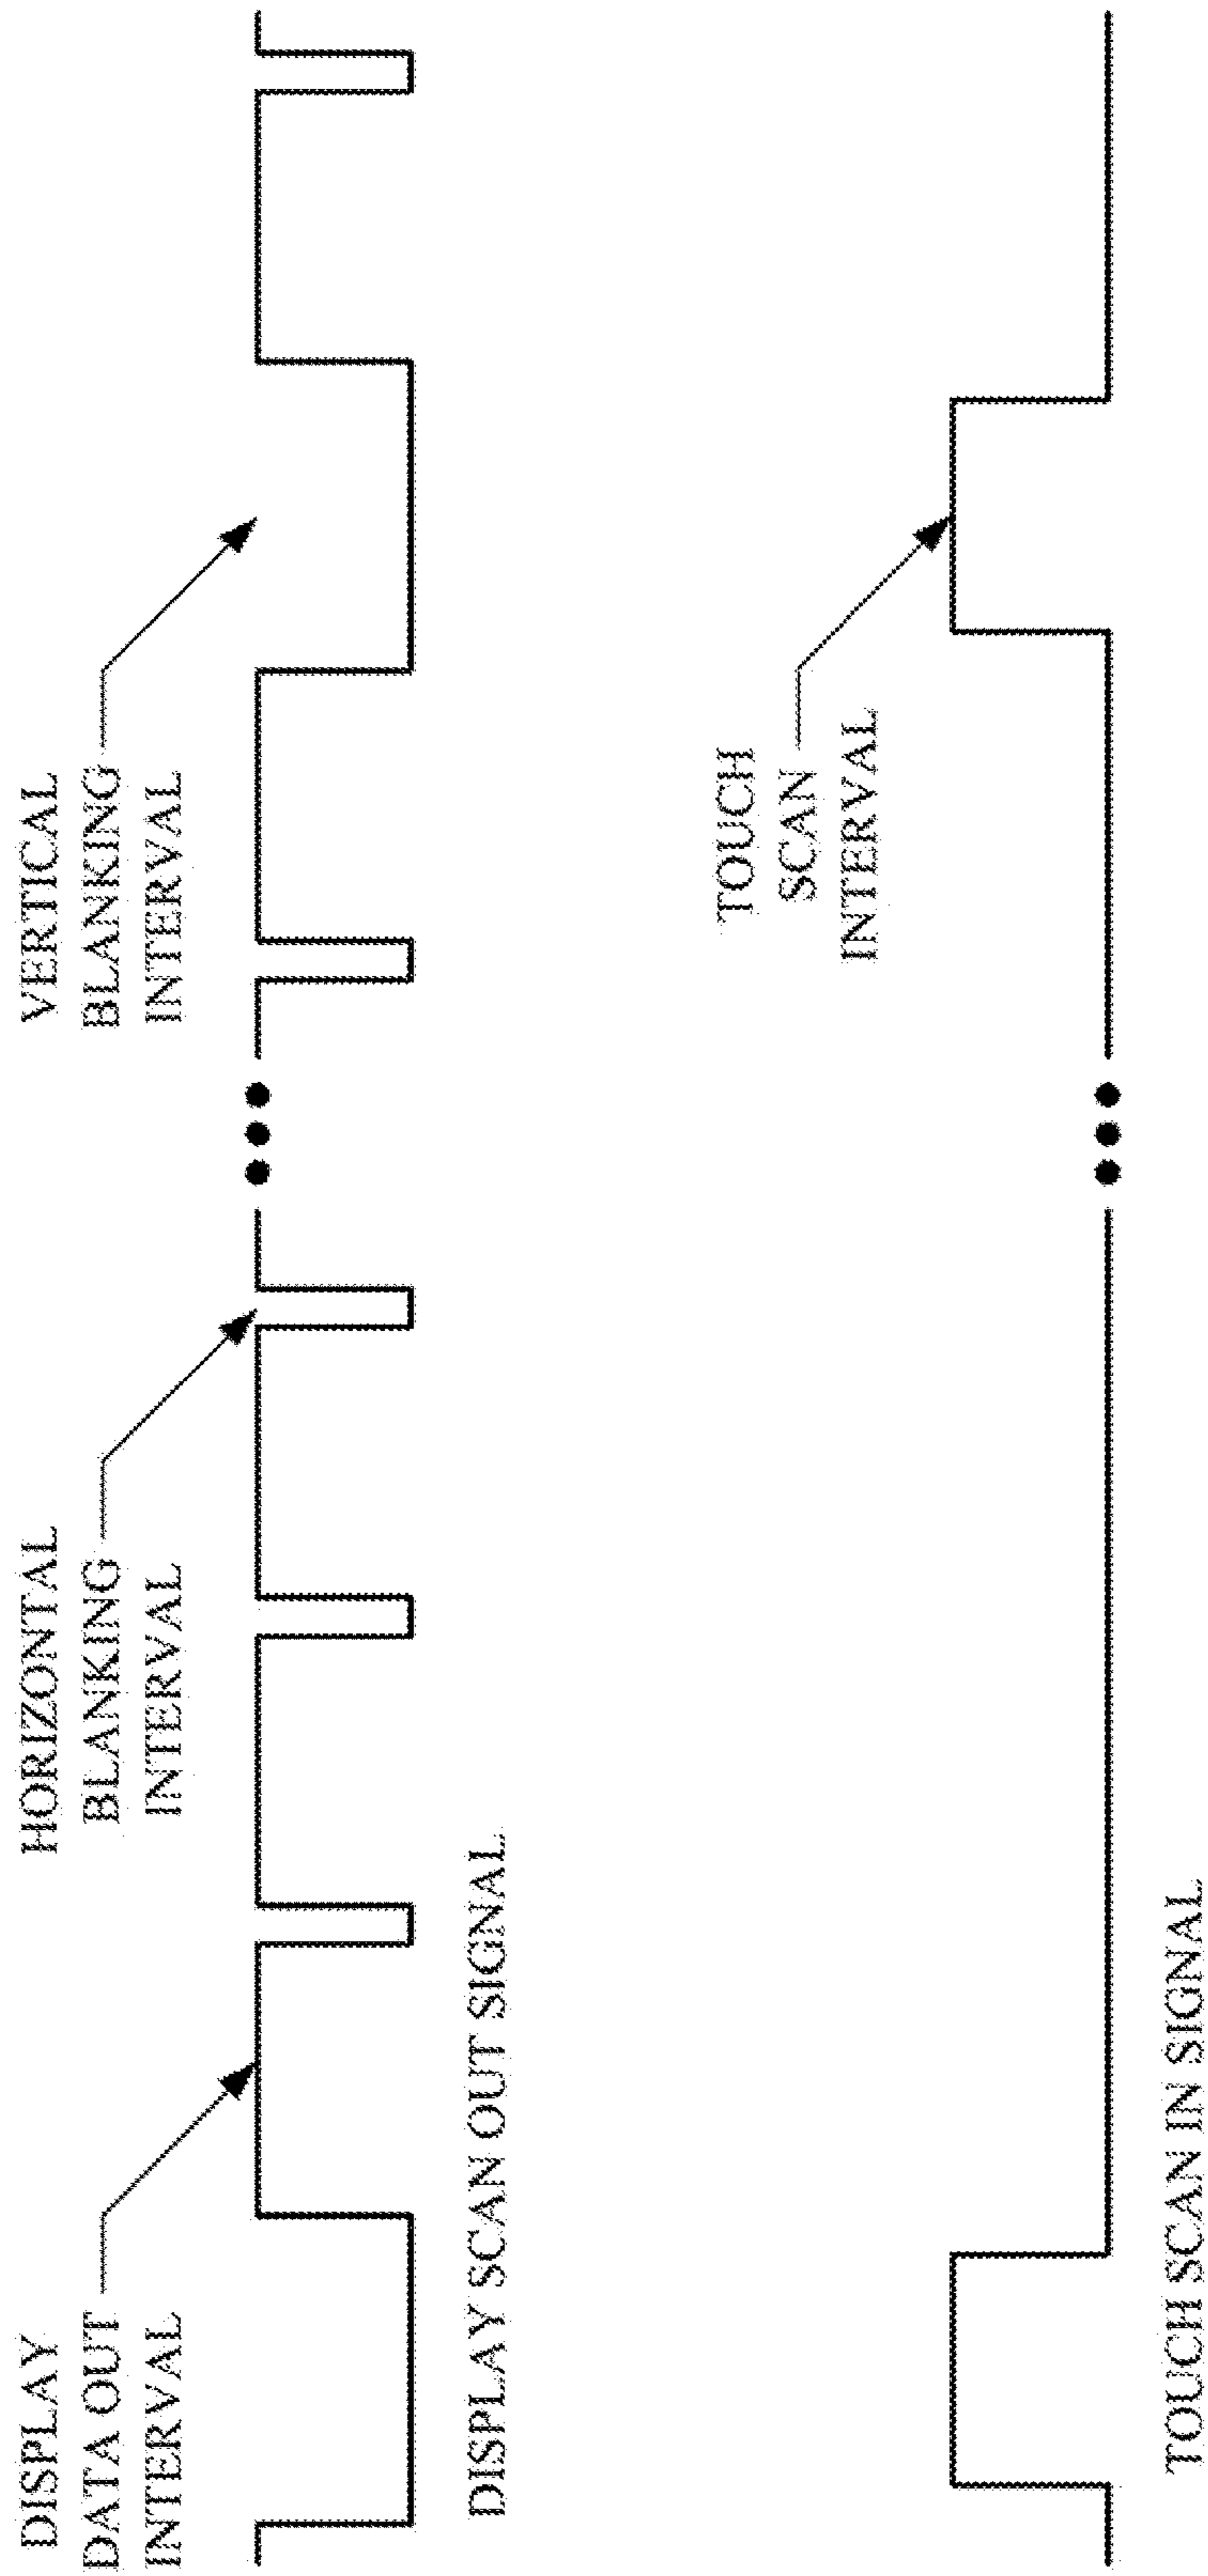 DISPLAY
DATA OUT
INTERVAL
HORIZONTAL
BLANKING
INTERVAL
VERTICAL
BLANKING
INTERVAL
DISPLAY SCAN OUT SIGNAL
TOUCH
SCAN
INTERVAL
TOUCH SCAN IN SIGNAL